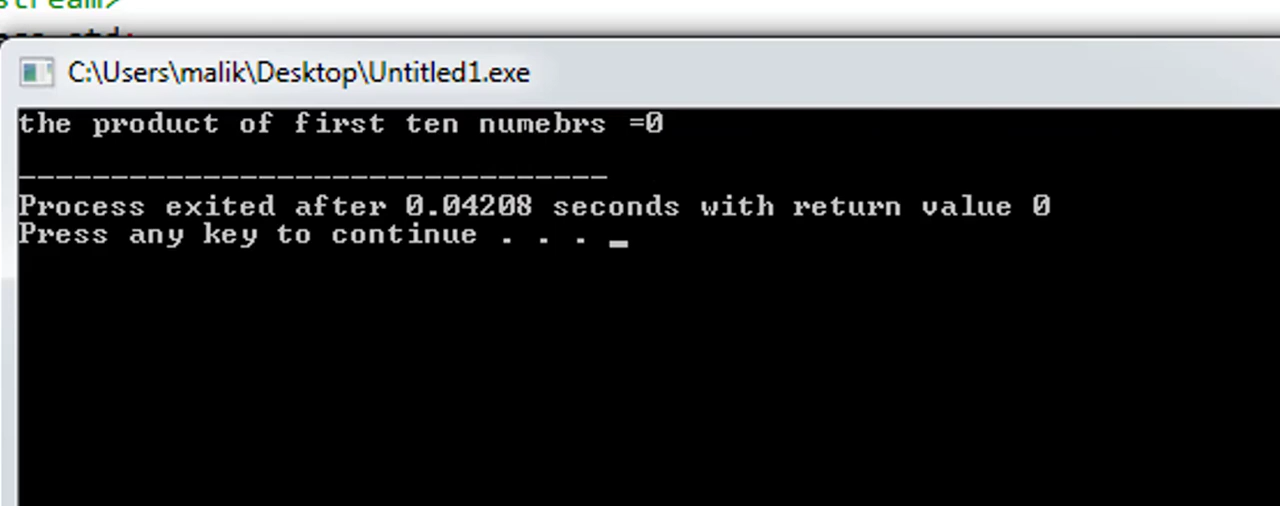 stream>
C:\Users\malik\Desktop\Untitled1.exe
the product of first ten numebrs =0
--------------------------------
Process exited after 0.04208 seconds with return value 0
Press any key to continue . . . _